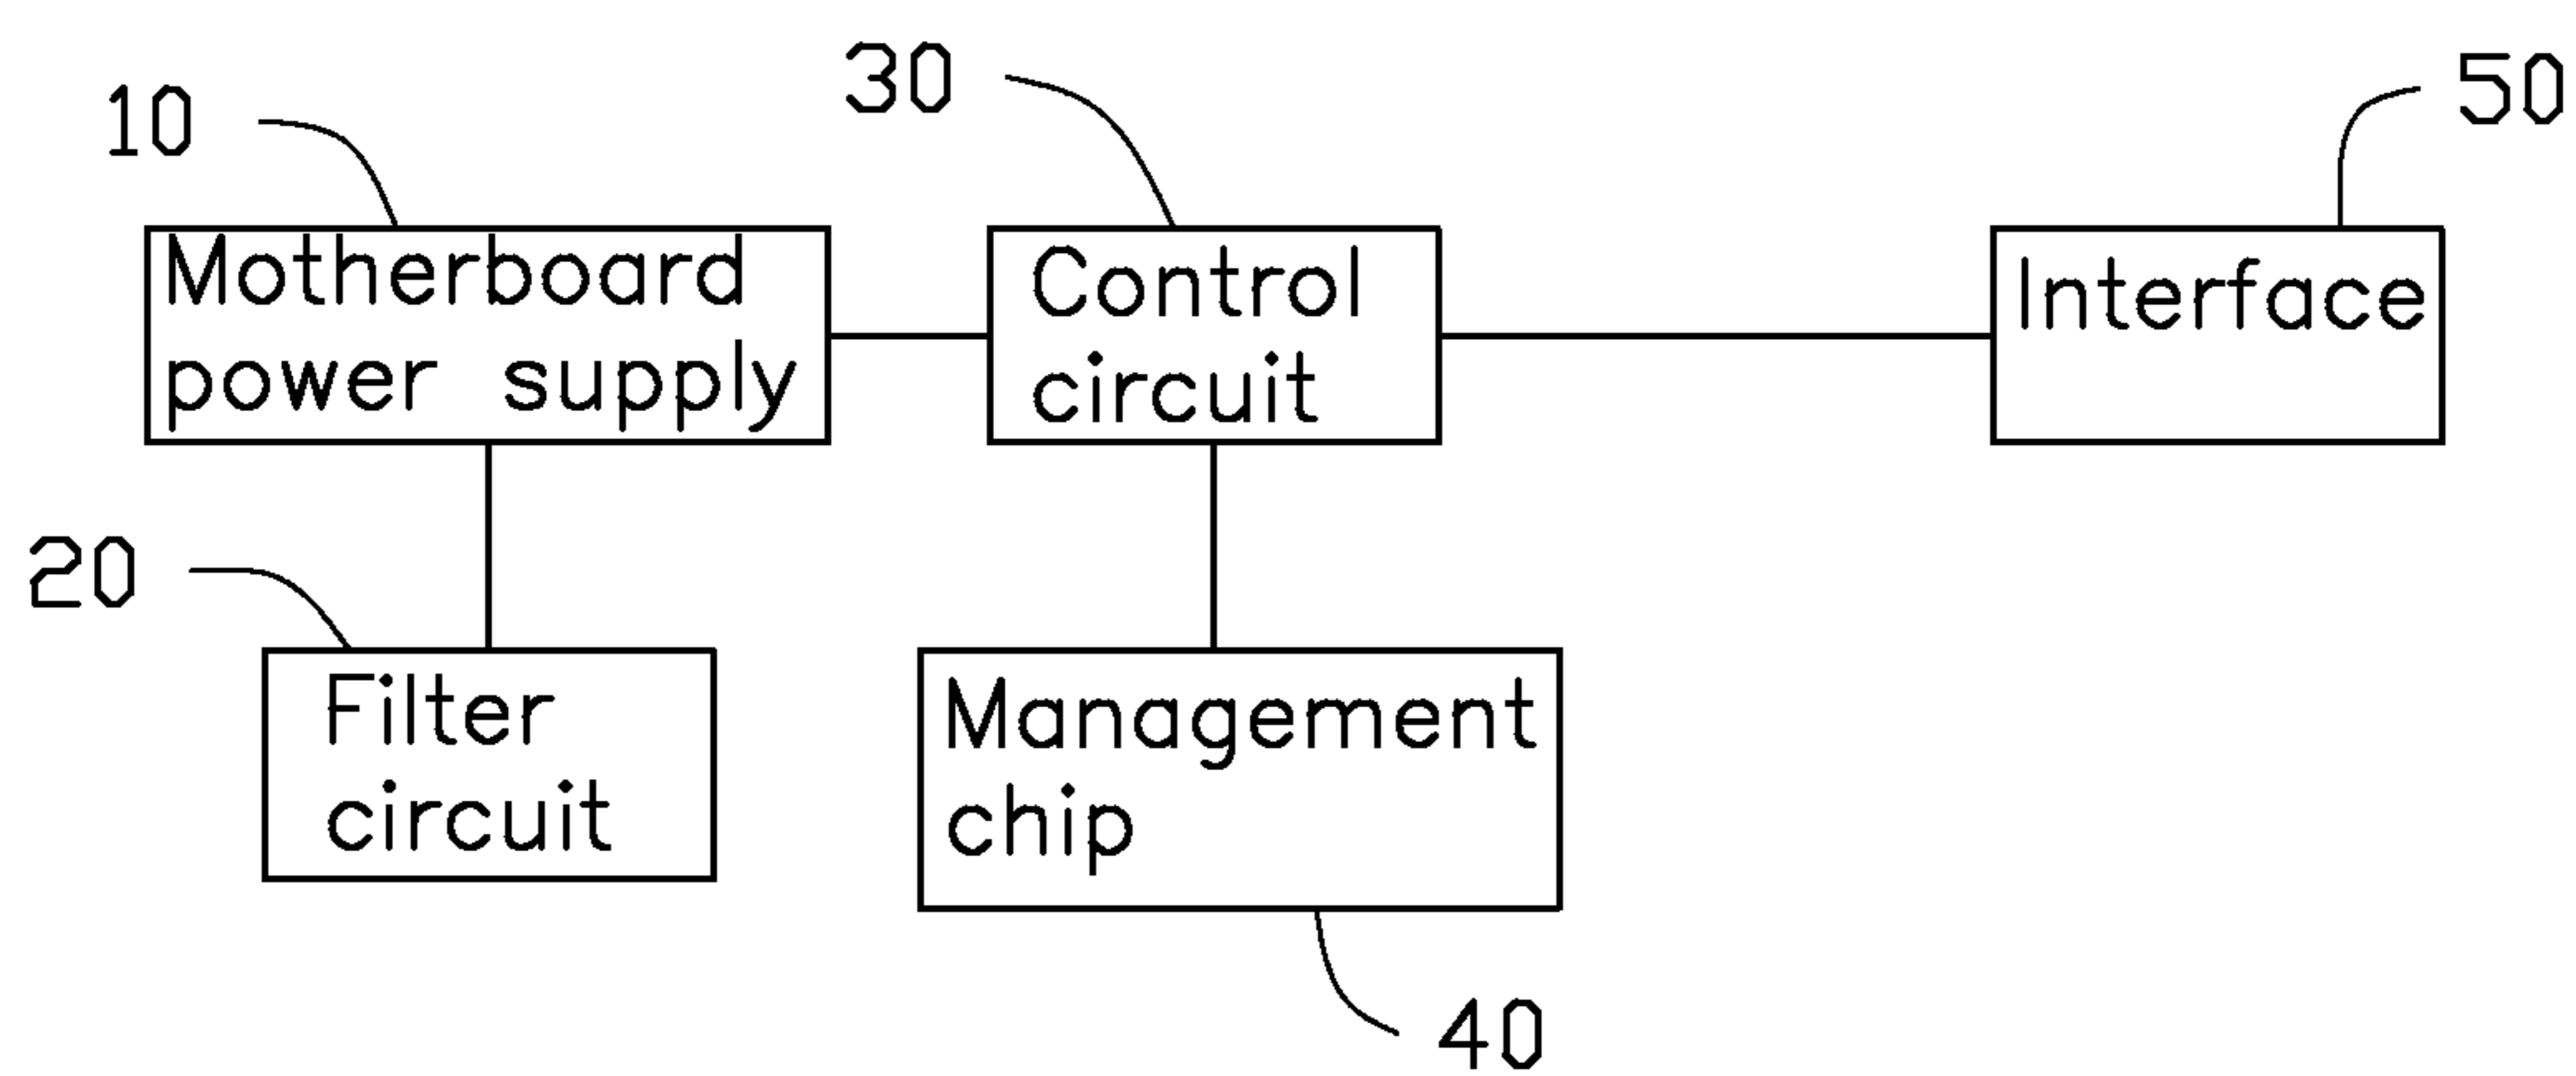 30
50
10
Motherboard
power supply
Control
circuit
Interface
20
Filter
circuit
Management
chip
40